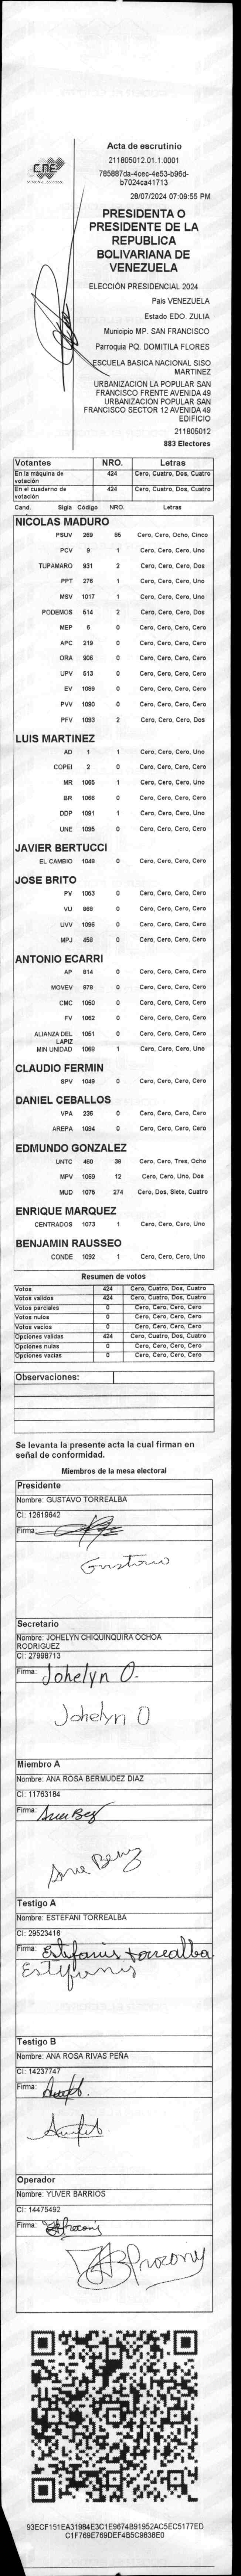 CNE
Acta de escrutinio
211805012.01.1.0001
785887da-4cec-4e53-b96d-
b7024ca41713
28/07/2024 07:09:55 PM
PRESIDENTA O
PRESIDENTE DE LA
REPUBLICA
BOLIVARIANA DE
VENEZUELA
ELECCIÓN PRESIDENCIAL 2024
País VENEZUELA
Estado EDO. ZULIA
Municipio MP. SAN FRANCISCO
Parroquia PQ. DOMITILA FLORES
ESCUELA BASICA NACIONAL SISO
MARTINEZ
URBANIZACIÓN LA POPULAR SAN
FRANCISCO FRENTE AVENIDA 49
URBANIZACIÓN POPULAR SAN
FRANCISCO SECTOR 12 AVENIDA 49
EDIFICIO
211805012
883 Electores
Votantes NRO. Letras
En la máquina de votación 424 Cero, Cuatro, Dos, Cuatro
En el cuaderno de votación 424 Cero, Cuatro, Dos, Cuatro
Cand. Sigla Código NRO. Letras
NICOLAS MADURO
PSUV 269 85 Cero, Cero, Ocho, Cinco
PCV 9 1 Cero, Cero, Cero, Uno
TUPAMARO 931 2 Cero, Cero, Cero, Dos
PPT 276 1 Cero, Cero, Cero, Uno
MSV 1017 1 Cero, Cero, Cero, Uno
PODEMOS 514 2 Cero, Cero, Cero, Dos
MEP 6 0 Cero, Cero, Cero, Cero
APC 219 0 Cero, Cero, Cero, Cero
ORA 906 0 Cero, Cero, Cero, Cero
UPV 513 0 Cero, Cero, Cero, Cero
EV 1089 0 Cero, Cero, Cero, Cero
PVV 1090 0 Cero, Cero, Cero, Cero
PFV 1093 2 Cero, Cero, Cero, Dos
LUIS MARTINEZ
AD 1 1 Cero, Cero, Cero, Uno
COPEI 2 0 Cero, Cero, Cero, Cero
MR 1065 1 Cero, Cero, Cero, Uno
BR 1066 0 Cero, Cero, Cero, Cero
DDP 1091 1 Cero, Cero, Cero, Uno
UNE 1095 0 Cero, Cero, Cero, Cero
JAVIER BERTUCCI
EL CAMBIO 1048 0 Cero, Cero, Cero, Cero
JOSE BRITO
PV 1053 0 Cero, Cero, Cero, Cero
VU 868 0 Cero, Cero, Cero, Cero
UVV 1096 0 Cero, Cero, Cero, Cero
MPJ 458 0 Cero, Cero, Cero, Cero
ANTONIO ECARRI
AP 814 0 Cero, Cero, Cero, Cero
MOVEV 978 0 Cero, Cero, Cero, Cero
CMC 1050 0 Cero, Cero, Cero, Cero
FV 1062 0 Cero, Cero, Cero, Cero
ALIANZA DEL LAPIZ 1051 0 Cero, Cero, Cero, Cero
MIN UNIDAD 1068 1 Cero, Cero, Cero, Uno
CLAUDIO FERMIN
SPV 1049 0 Cero, Cero, Cero, Cero
DANIEL CEBALLOS
VPA 236 0 Cero, Cero, Cero, Cero
AREPA 1094 0 Cero, Cero, Cero, Cero
EDMUNDO GONZALEZ
UNTC 460 38 Cero, Cero, Tres, Ocho
MPV 1069 12 Cero, Cero, Uno, Dos
MUD 1075 274 Cero, Dos, Siete, Cuatro
ENRIQUE MARQUEZ
CENTRADOS 1073 1 Cero, Cero, Cero, Uno
BENJAMIN RAUSSEO
CONDE 1092 1 Cero, Cero, Cero, Uno
Resumen de votos
Votos 424 Cero, Cuatro, Dos, Cuatro
Votos validos 424 Cero, Cuatro, Dos, Cuatro
Votos parciales 0 Cero, Cero, Cero, Cero
Votos nulos 0 Cero, Cero, Cero, Cero
Votos vacios 0 Cero, Cero, Cero, Cero
Opciones validas 424 Cero, Cuatro, Dos, Cuatro
Opciones nulas 0 Cero, Cero, Cero, Cero
Opciones vacias 0 Cero, Cero, Cero, Cero
Observaciones:
Se levanta la presente acta la cual firman en
señal de conformidad.
Miembros de la mesa electoral
Presidente
Nombre: GUSTAVO TORREALBA
CI: 12619642
Firma:
Gustavo
Secretario
Nombre: JOHELYN CHIQUINQUIRA OCHOA
RODRIGUEZ
CI: 27998713
Firma: Johelyn O.
Johelyn O
Miembro A
Nombre: ANA ROSA BERMUDEZ DIAZ
CI: 11763184
Firma:
Testigo A
Nombre: ESTEFANI TORREALBA
CI: 29523416
Firma: Estefanis torrealba
Testigo B
Nombre: ANA ROSA RIVAS PEÑA
CI: 14237747
Firma:
Operador
Nombre: YUVER BARRIOS
CI: 14475492
Firma:
93ECF151EA31984E3C1E9674B91952AC5EC5177ED
C1F769E769DEF4B5C9838E0